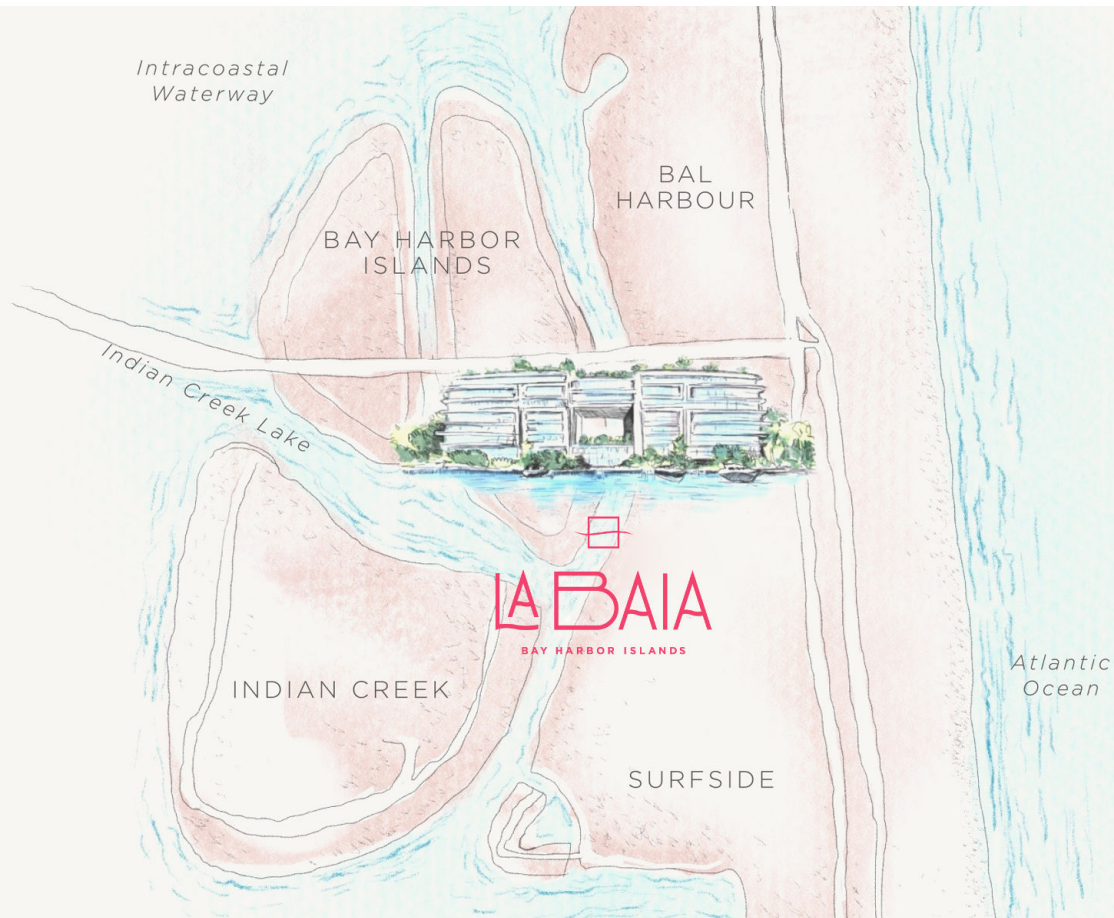 Intracoastal
Waterway
BAL
HARBOUR
BAY HARBOR
ISLANDS
Indian Creek Lake
LA BAIA
BAY HARBOR ISLANDS
Atlantic
Ocean
INDIAN CREEK
SURFSIDE